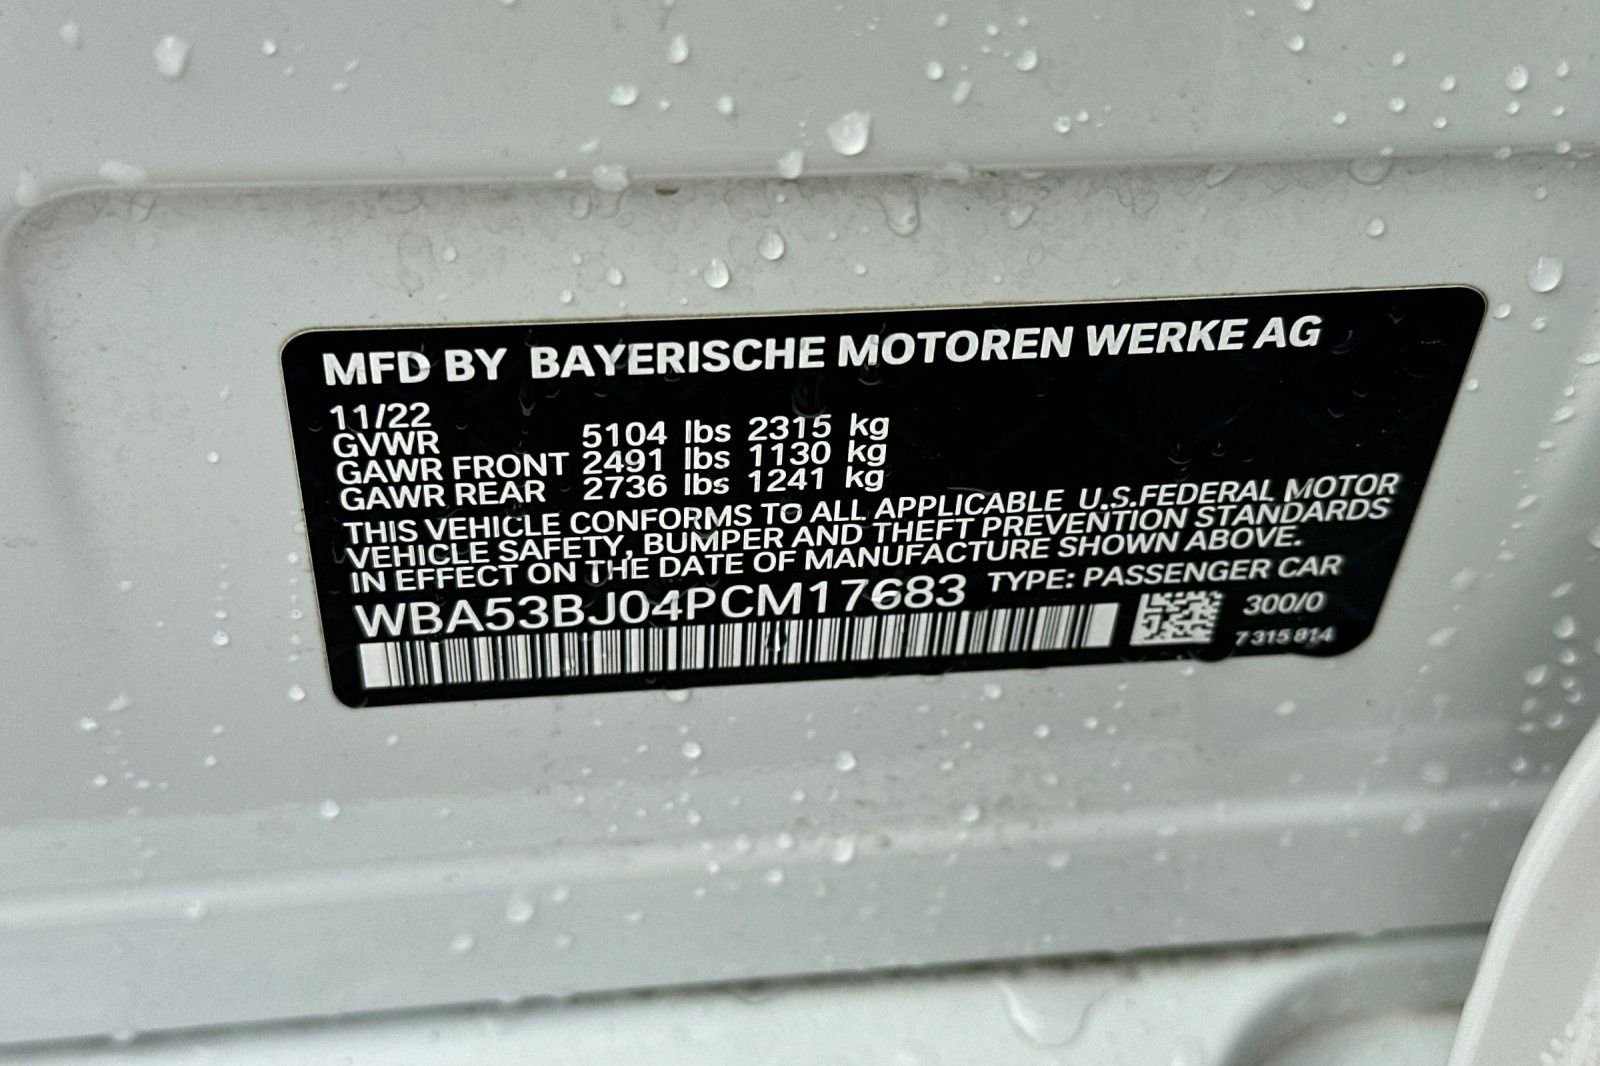 MFD BY BAYERISCHE MOTOREN WERKE AG
11/22
GVWR 5104 lbs 2315 kg
GAWR FRONT 2491 lbs 1130 kg
GAWR REAR 2736 lbs 1241 kg
THIS VEHICLE CONFORMS TO ALL APPLICABLE U.S.FEDERAL MOTOR
VEHICLE SAFETY, BUMPER AND THEFT PREVENTION STANDARDS
IN EFFECT ON THE DATE OF MANUFACTURE SHOWN ABOVE.
WBA53BJ04PCM17683 TYPE: PASSENGER CAR
300/0
7 315 814